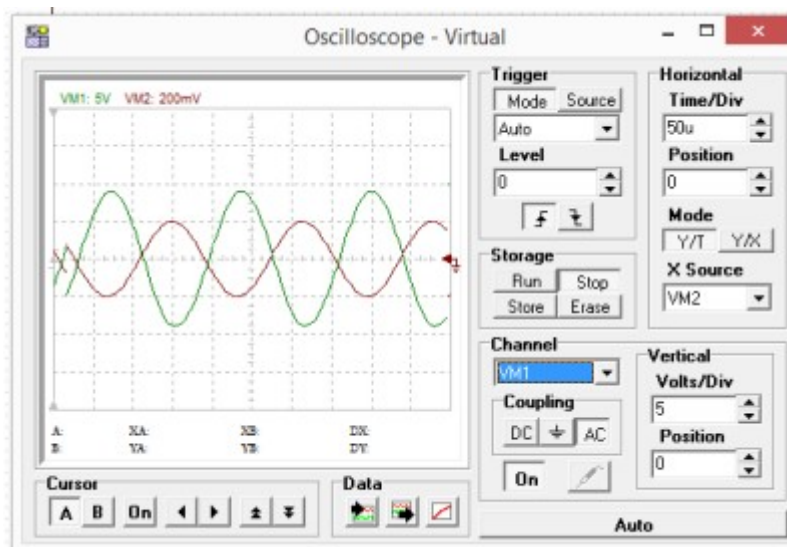 Oscilloscope - Virtual
VM1: 5V VM2: 200mV
A: XA: XB: DX:
B: YA: YB: DY:
Cursor
A B On
Data
Trigger
Mode Source
Auto
Level
0
Storage
Run Stop
Store Erase
Horizontal
Time/Div
50u
Position
0
Mode
Y/T Y/X
X Source
VM2
Channel
VM1
Coupling
DC AC
On
Vertical
Volts/Div
5
Position
0
Auto